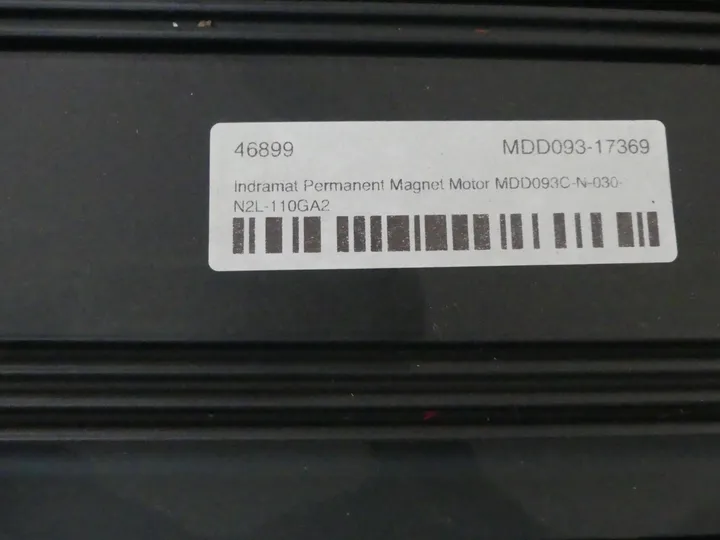 46899 MDD093-17369
Indramat Permanent Magnet Motor MDD093C-N-030-
N2L-110GA2